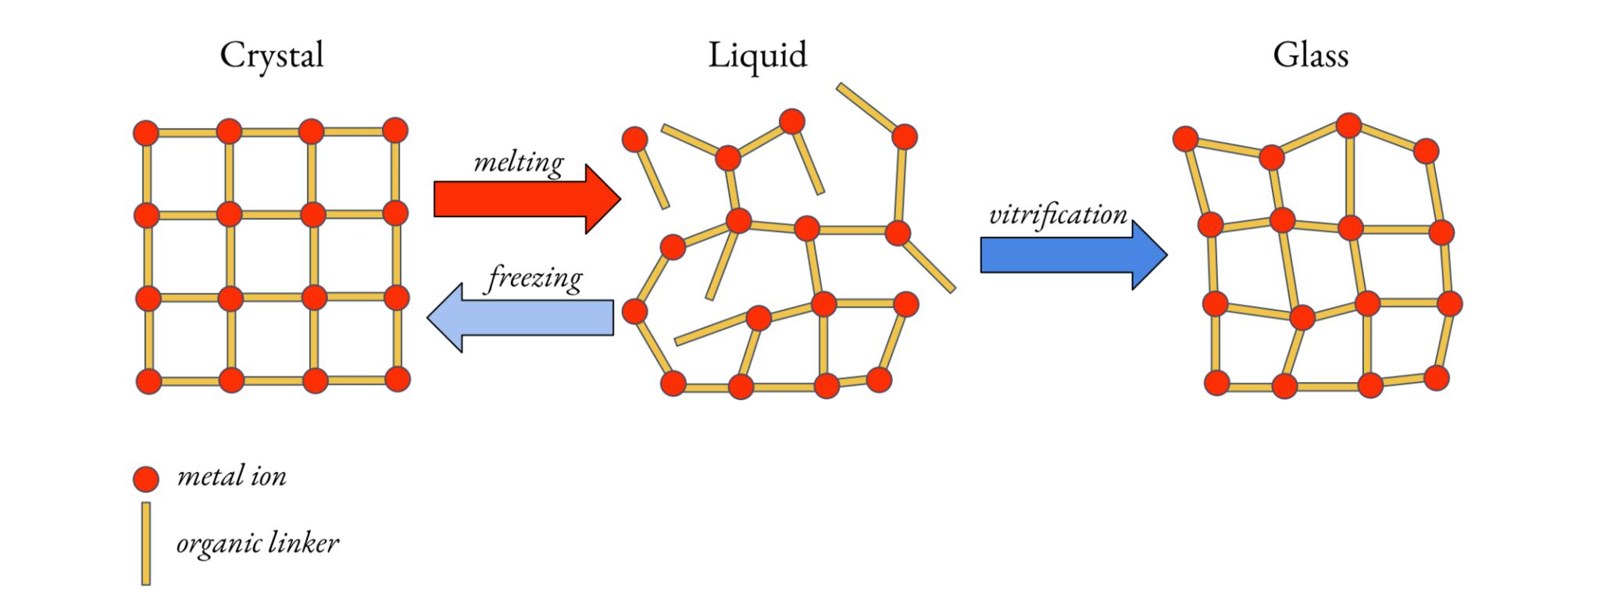 Crystal
Liquid
Glass
melting
freezing
vitrification
metal ion
organic linker